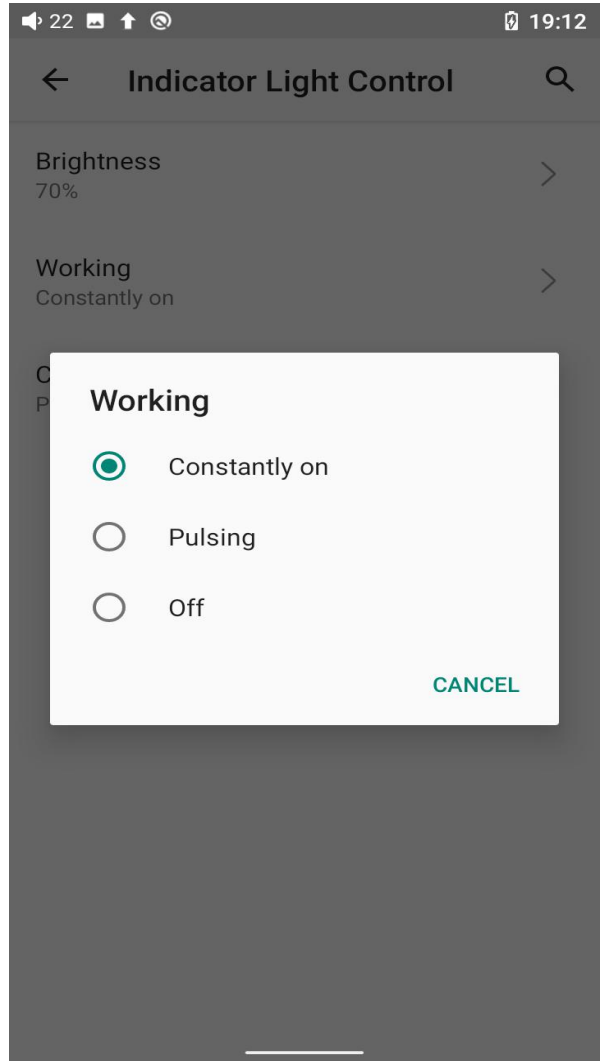 22 19:12
Indicator Light Control
Brightness
70%
Working
Constantly on
C
P
Working
Constantly on
Pulsing
Off
CANCEL